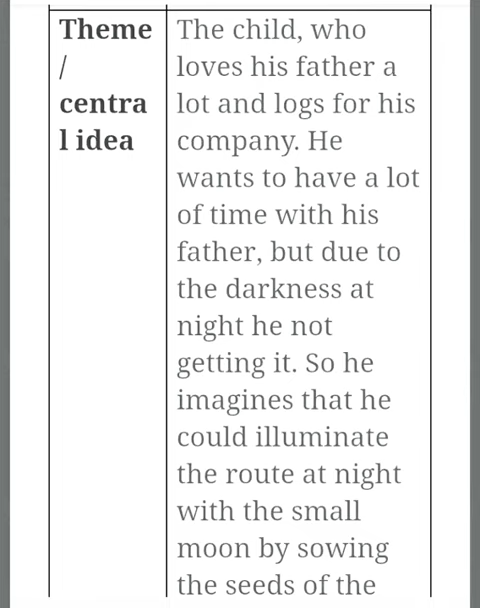 Theme
/
centra
l idea
The child, who
loves his father a
lot and logs for his
company. He
wants to have a lot
of time with his
father, but due to
the darkness at
night he not
getting it. So he
imagines that he
could illuminate
the route at night
with the small
moon by sowing
the seeds of the